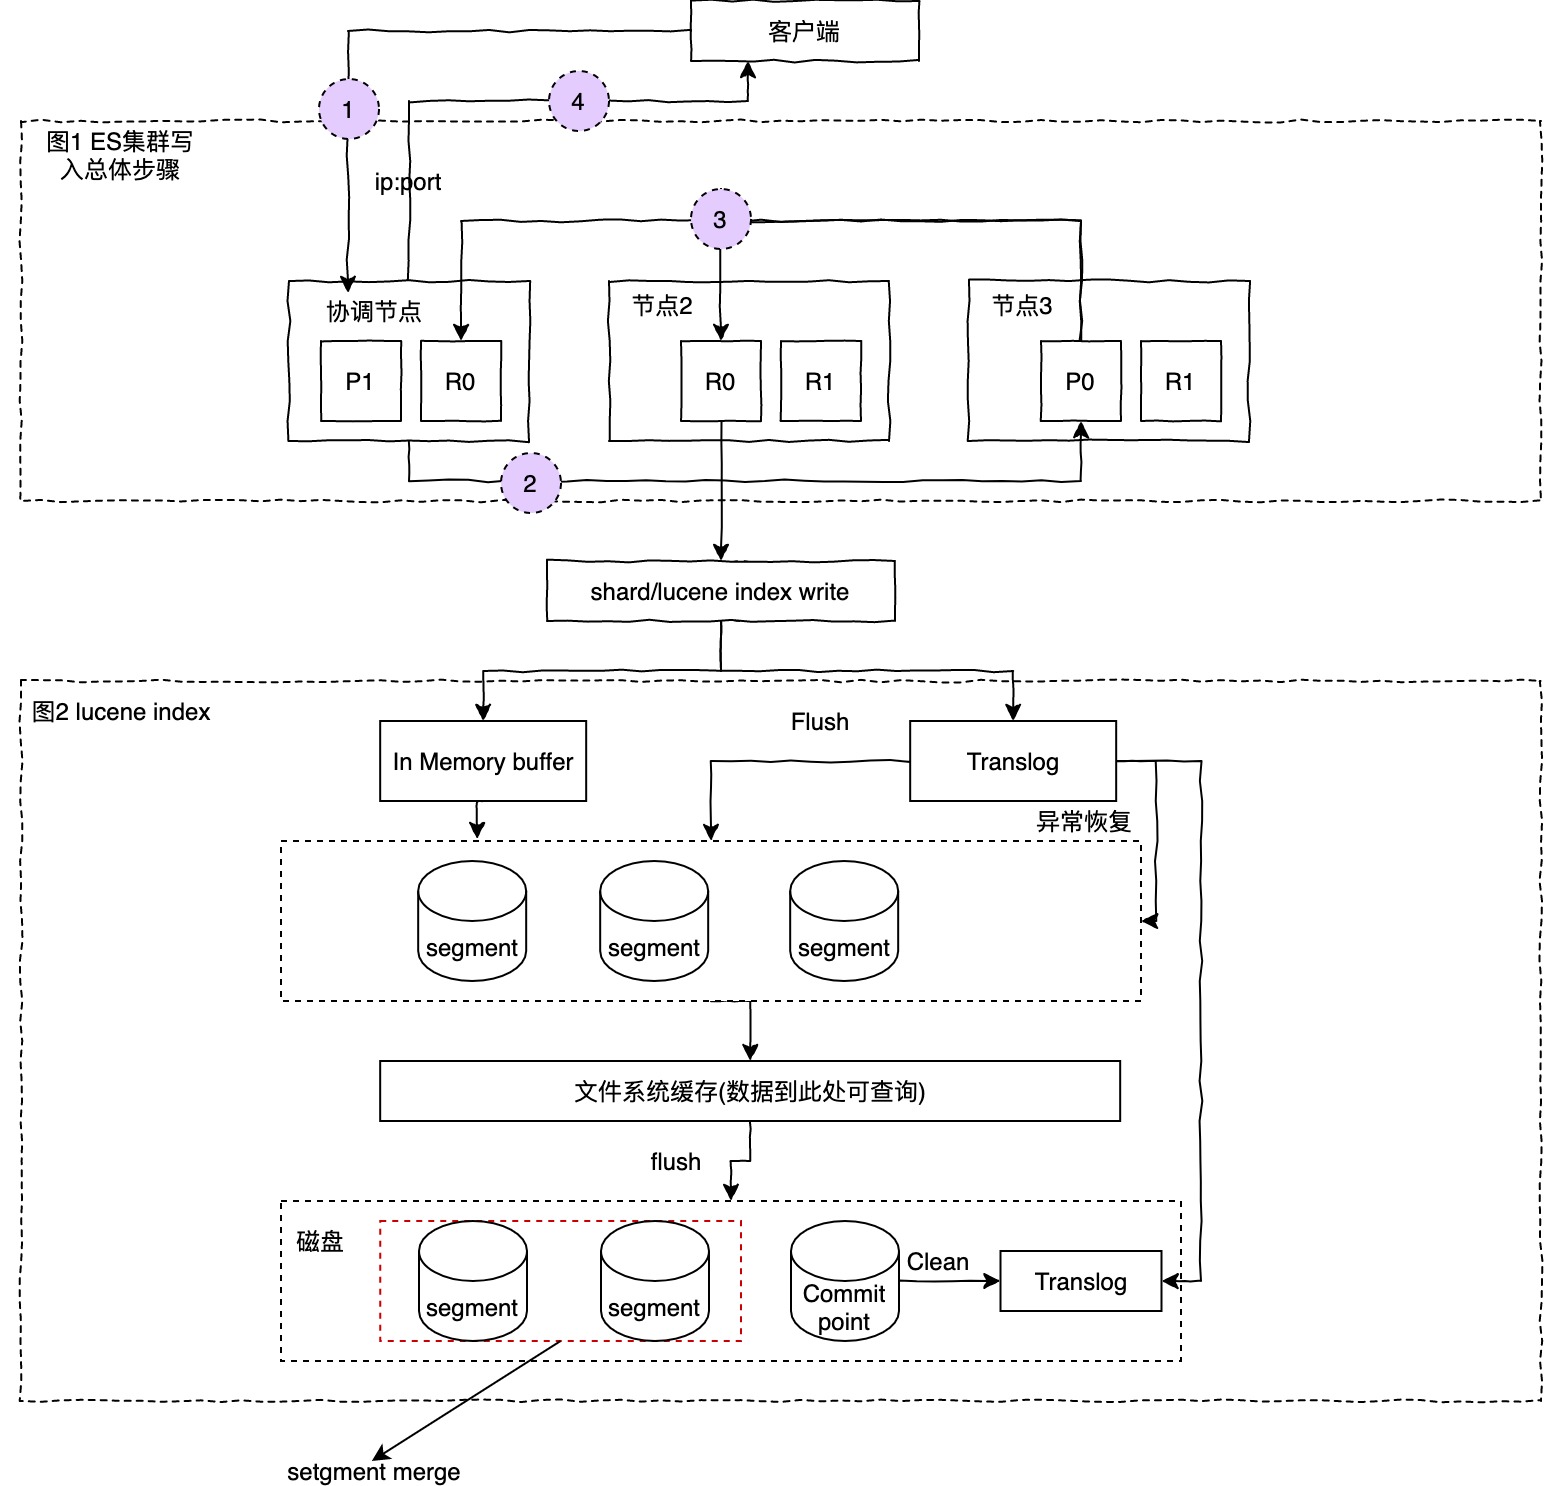 客户端
1
4
图1 ES集群写
入总体步骤
ip:port
3
协调节点
节点2
节点3
P1
R0
R0
R1
P0
R1
2
shard/lucene index write
图2 lucene index
Flush
In Memory buffer
Translog
异常恢复
segment
segment
segment
文件系统缓存(数据到此处可查询)
flush
磁盘
segment
segment
Commit
point
Clean
Translog
setgment merge